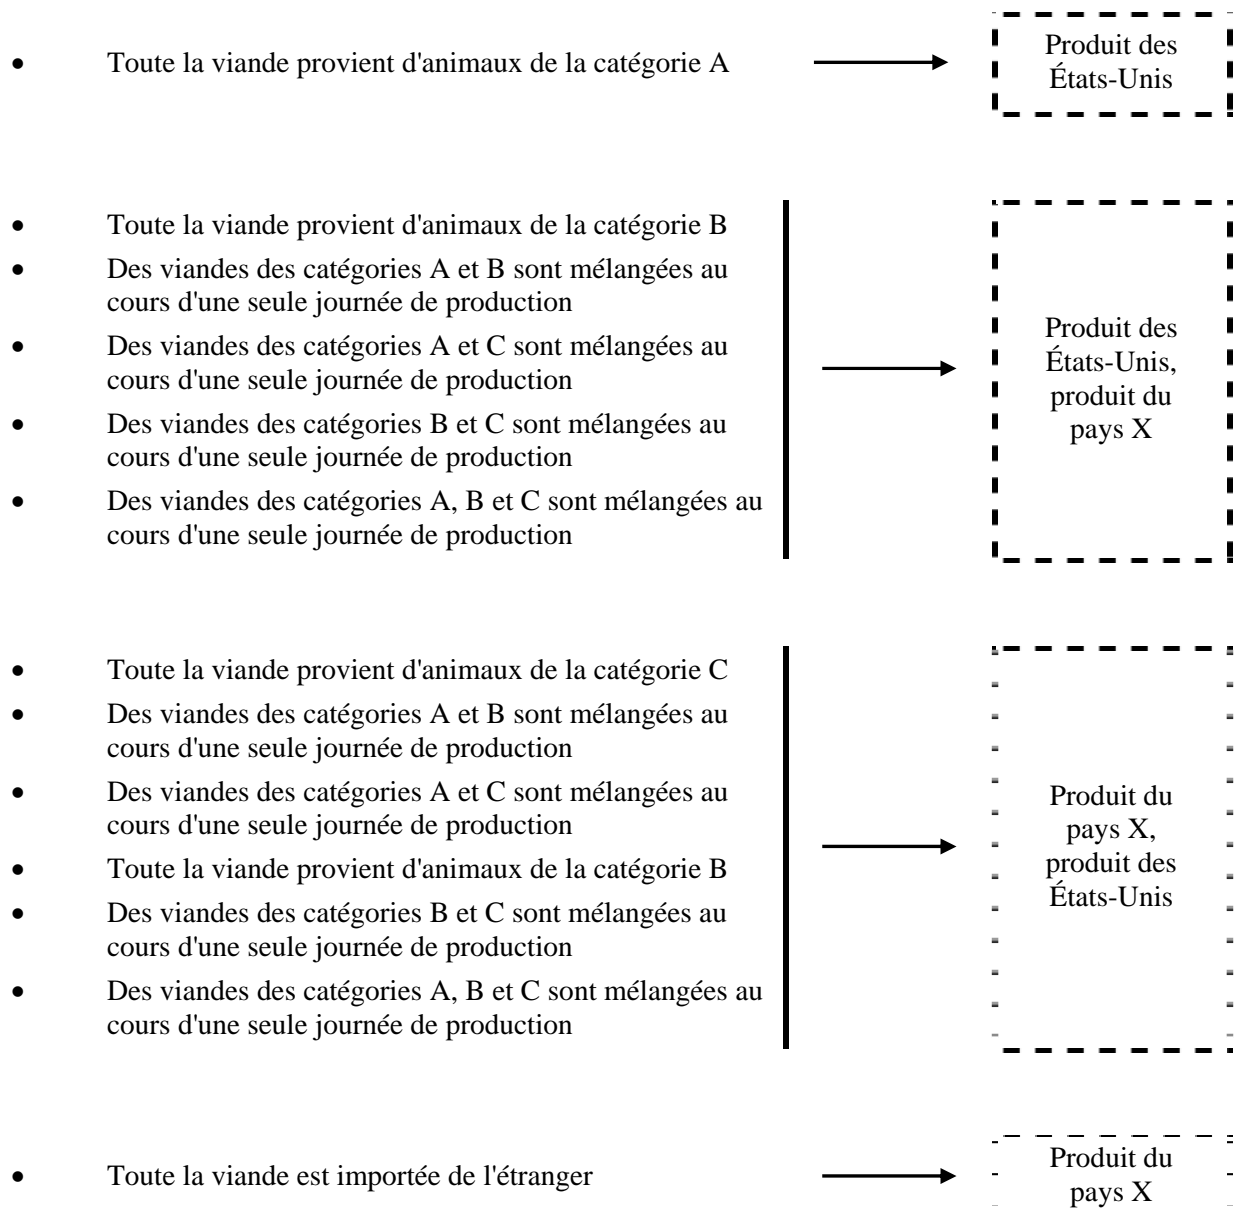 • Toute la viande provient d'animaux de la catégorie A
Produit des
États-Unis
• Toute la viande provient d'animaux de la catégorie B
• Des viandes des catégories A et B sont mélangées au
cours d'une seule journée de production
• Des viandes des catégories A et C sont mélangées au
cours d'une seule journée de production
• Des viandes des catégories B et C sont mélangées au
cours d'une seule journée de production
• Des viandes des catégories A, B et C sont mélangées au
cours d'une seule journée de production
Produit des
États-Unis,
produit du
pays X
• Toute la viande provient d'animaux de la catégorie C
• Des viandes des catégories A et B sont mélangées au
cours d'une seule journée de production
• Des viandes des catégories A et C sont mélangées au
cours d'une seule journée de production
• Toute la viande provient d'animaux de la catégorie B
• Des viandes des catégories B et C sont mélangées au
cours d'une seule journée de production
• Des viandes des catégories A, B et C sont mélangées au
cours d'une seule journée de production
Produit du
pays X,
produit des
États-Unis
• Toute la viande est importée de l'étranger
Produit du
pays X